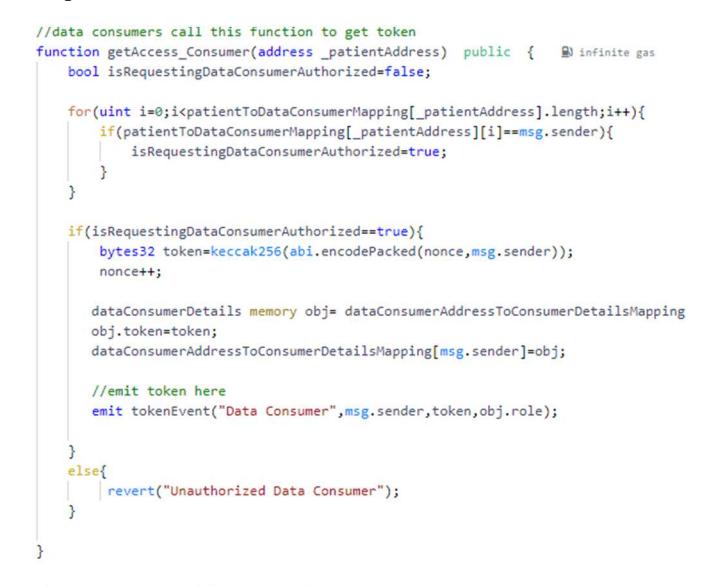 //data consumers call this function to get token
function getAccess_Consumer(address _patientAddress)  public  {    infinite gas
    bool isRequestingDataConsumerAuthorized=false;
    for(uint i=0;i<patientToDataConsumerMapping[_patientAddress].length;i++){
        if(patientToDataConsumerMapping[_patientAddress][i]==msg.sender){
            isRequestingDataConsumerAuthorized=true;
        }
    }
    if(isRequestingDataConsumerAuthorized==true){
        bytes32 token=keccak256(abi.encodePacked(nonce,msg.sender));
        nonce++;
        dataConsumerDetails memory obj= dataConsumerAddressToConsumerDetailsMapping
        obj.token=token;
        dataConsumerAddressToConsumerDetailsMapping[msg.sender]=obj;
        //emit token here
        emit tokenEvent("Data Consumer",msg.sender,token,obj.role);
    }
    else{
        revert("Unauthorized Data Consumer");
    }
}